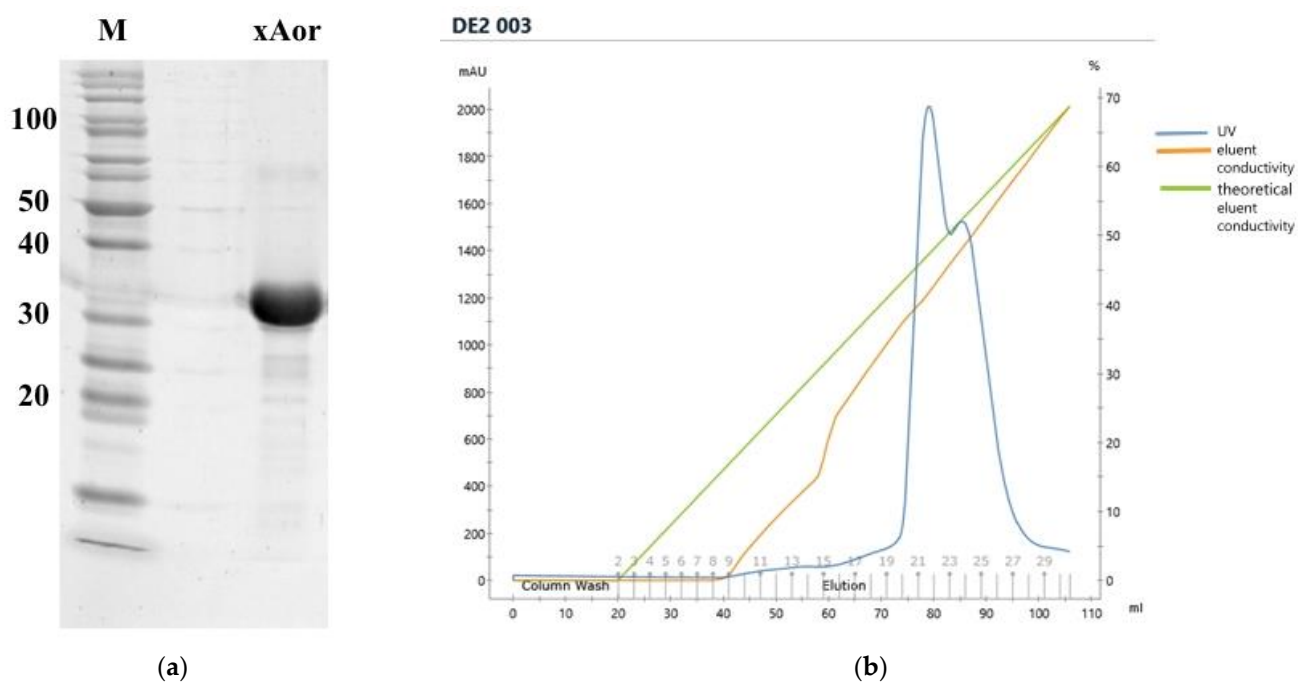 M xAor
100
50
40
30
20
(a)
DE2 003
mAU
2000
1800
1600
1400
1200
1000
800
600
400
200
0
%
70
60
50
40
30
20
10
0
UV
eluent
conductivity
theoretical
eluent
conductivity
2 3 4 5 6 7 8 9 11 13 15 17 19 21 23 25 27 29
Column Wash Elution
0 10 20 30 40 50 60 70 80 90 100 110 ml
(b)